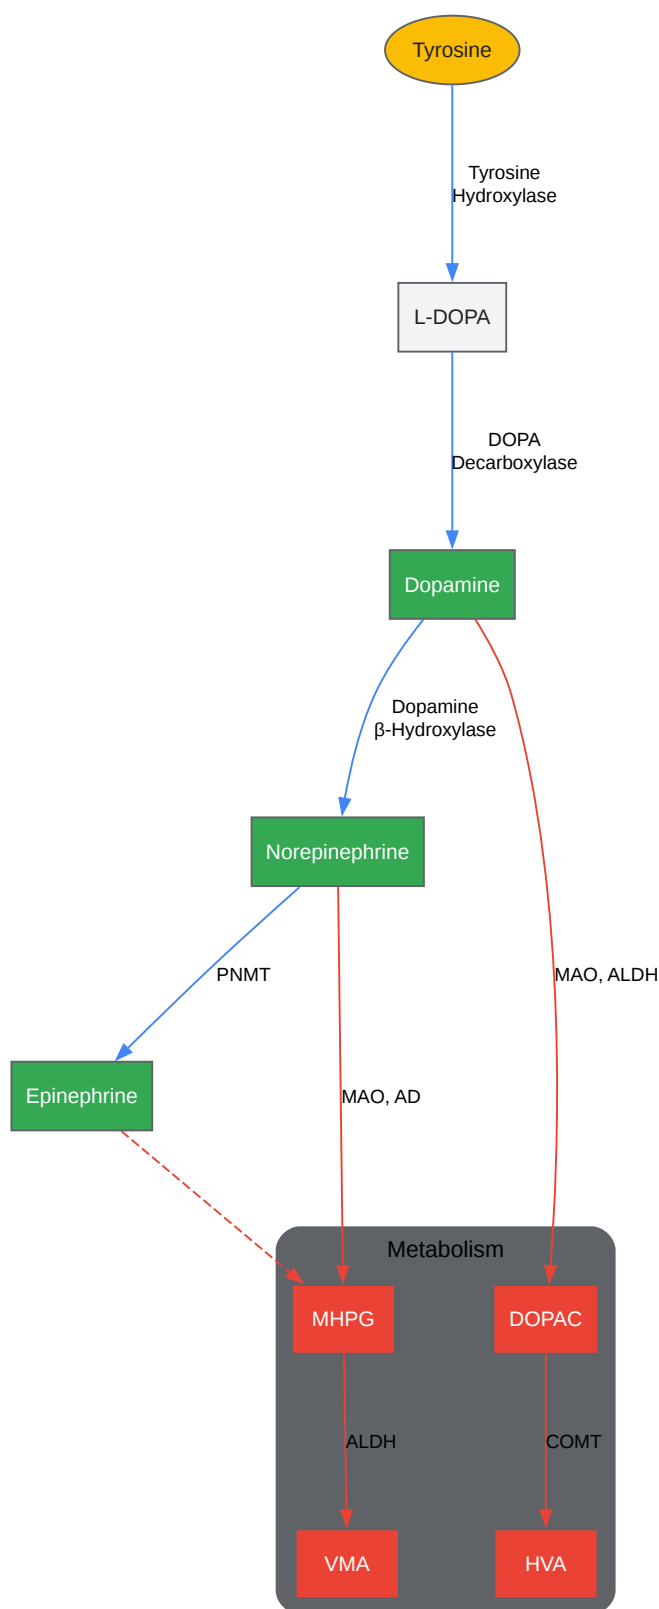 Tyrosine
Tyrosine
Hydroxylase
L-DOPA
DOPA
Decarboxylase
Dopamine
Dopamine
β-Hydroxylase
Norepinephrine
PNMT
MAO, ALDH
Epinephrine
MAO, AD
Metabolism
MHPG
DOPAC
ALDH
COMT
VMA
HVA